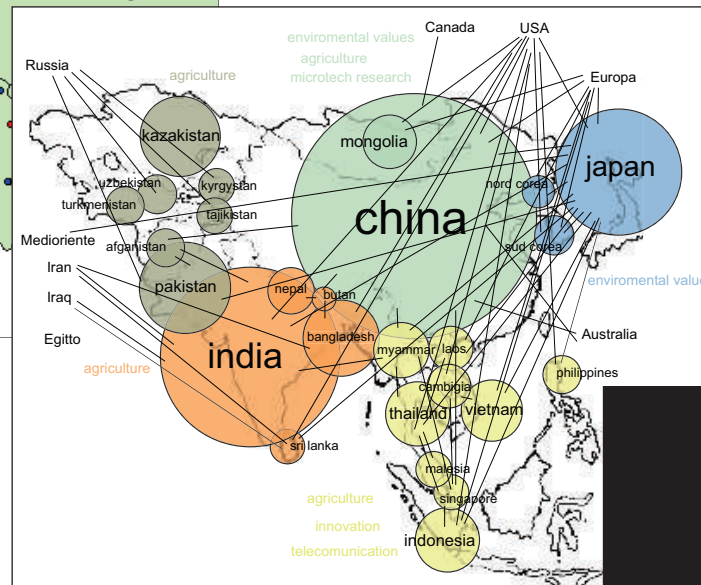 Canada
USA
enviromental values
agriculture
microtech research
Russia
agriculture
Europa
kazakistan
mongolia
japan
uzbekistan
kyrgystan
nord corea
turkmenistan
tajikistan
china
Medioriente
afganistan
sud corea
Iran
pakistan
nepal
butan
enviromental value
Iraq
Egitto
bangladesh
Australia
india
myammar
laos
agriculture
cambigia
philippines
thailand
vietnam
sri lanka
malesia
agriculture
singapore
innovation
indonesia
telecomunication